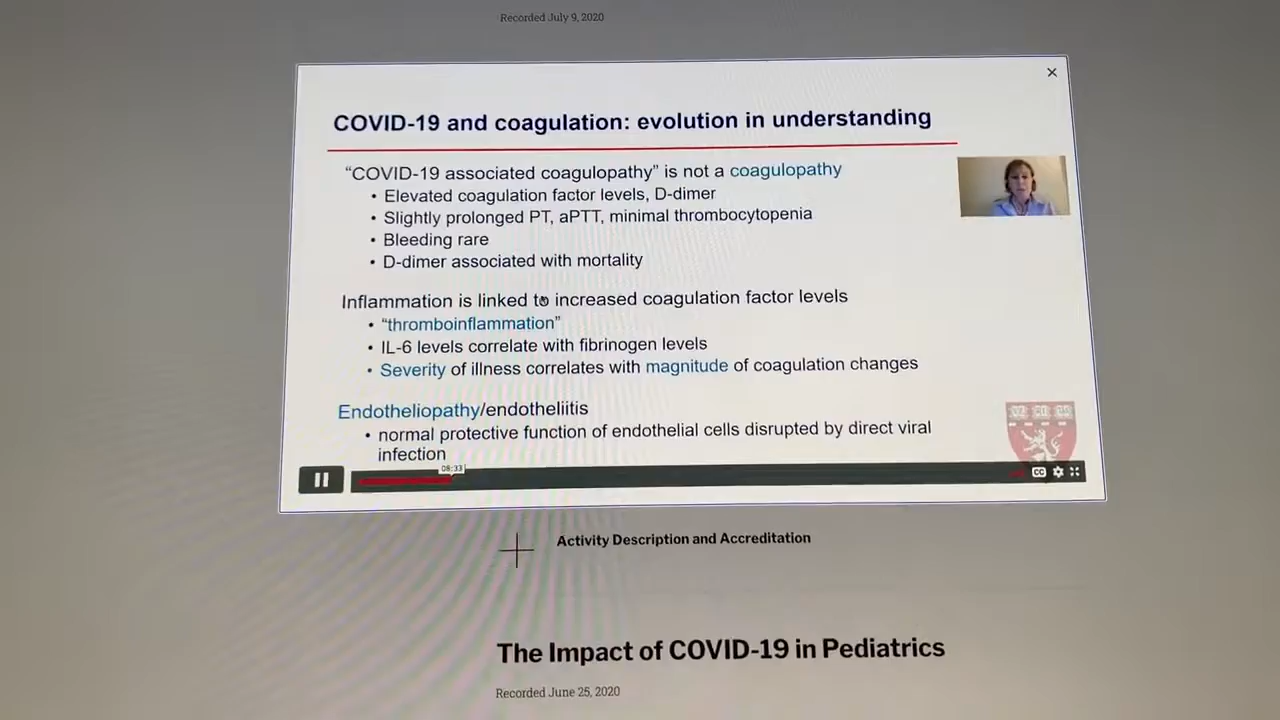 Recorded July 9, 2020
×
COVID-19 and coagulation: evolution in understanding
“COVID-19 associated coagulopathy” is not a coagulopathy
• Elevated coagulation factor levels, D-dimer
• Slightly prolonged PT, aPTT, minimal thrombocytopenia
• Bleeding rare
• D-dimer associated with mortality
Inflammation is linked to increased coagulation factor levels
• “thromboinflammation”
• IL-6 levels correlate with fibrinogen levels
• Severity of illness correlates with magnitude of coagulation changes
Endotheliopathy/endotheliitis
• normal protective function of endothelial cells disrupted by direct viral
infection
08:33
CC
Activity Description and Accreditation
The Impact of COVID-19 in Pediatrics
Recorded June 25, 2020